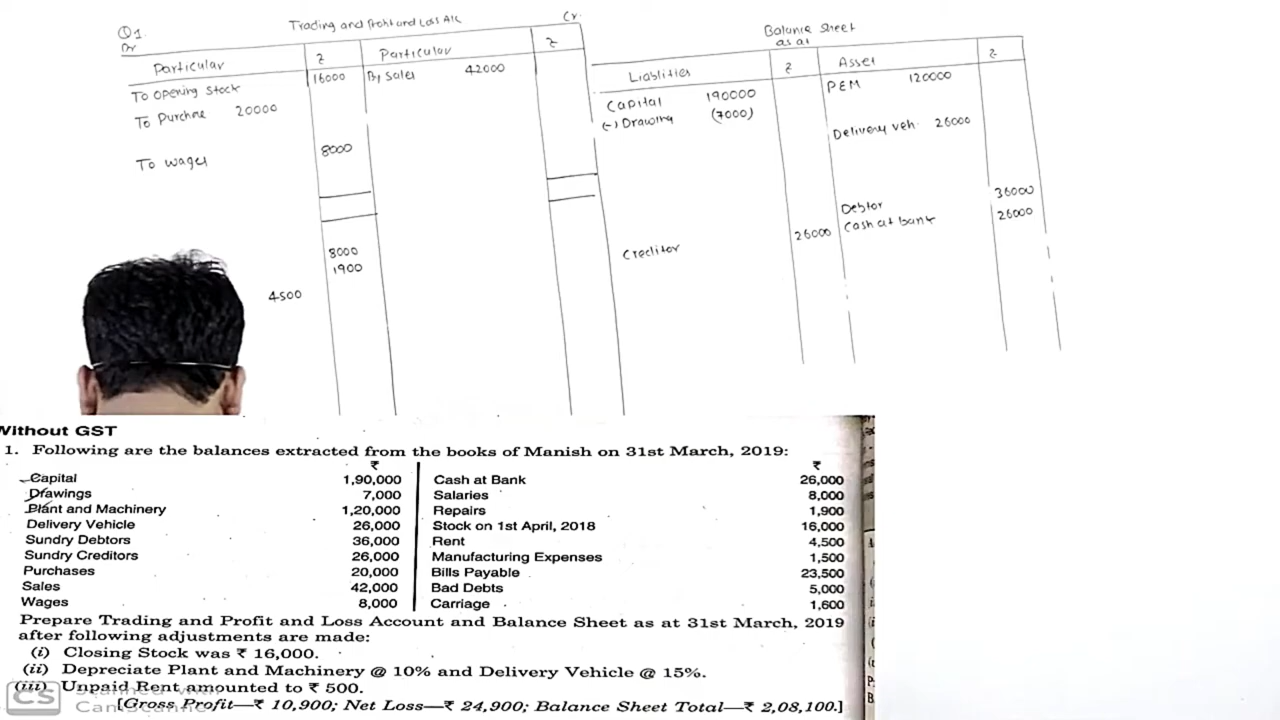 Q1.
Trading and Profit and Loss A/c
Dr
Cr.
Particular ₹ Particular ₹
To Opening Stock 16000 By Sales 42000
To Purchase 20000
To wages 8000
8000
1900
4500
Balance Sheet
as at
Liablities ₹ Asset ₹
Capital 190000 P&M 120000
(-) Drawing (7000)
Delivery veh. 26000
Debtor 36000
Creditor 26000 Cash at bank 26000
Without GST
1. Following are the balances extracted from the books of Manish on 31st March, 2019:
₹ ₹
Capital 1,90,000 Cash at Bank 26,000
Drawings 7,000 Salaries 8,000
Plant and Machinery 1,20,000 Repairs 1,900
Delivery Vehicle 26,000 Stock on 1st April, 2018 16,000
Sundry Debtors 36,000 Rent 4,500
Sundry Creditors 26,000 Manufacturing Expenses 1,500
Purchases 20,000 Bills Payable 23,500
Sales 42,000 Bad Debts 5,000
Wages 8,000 Carriage 1,600
Prepare Trading and Profit and Loss Account and Balance Sheet as at 31st March, 2019
after following adjustments are made:
(i) Closing Stock was ₹ 16,000.
(ii) Depreciate Plant and Machinery @ 10% and Delivery Vehicle @ 15%.
(iii) Unpaid Rent amounted to ₹ 500.
[Gross Profit—₹ 10,900; Net Loss—₹ 24,900; Balance Sheet Total—₹ 2,08,100.]
CS